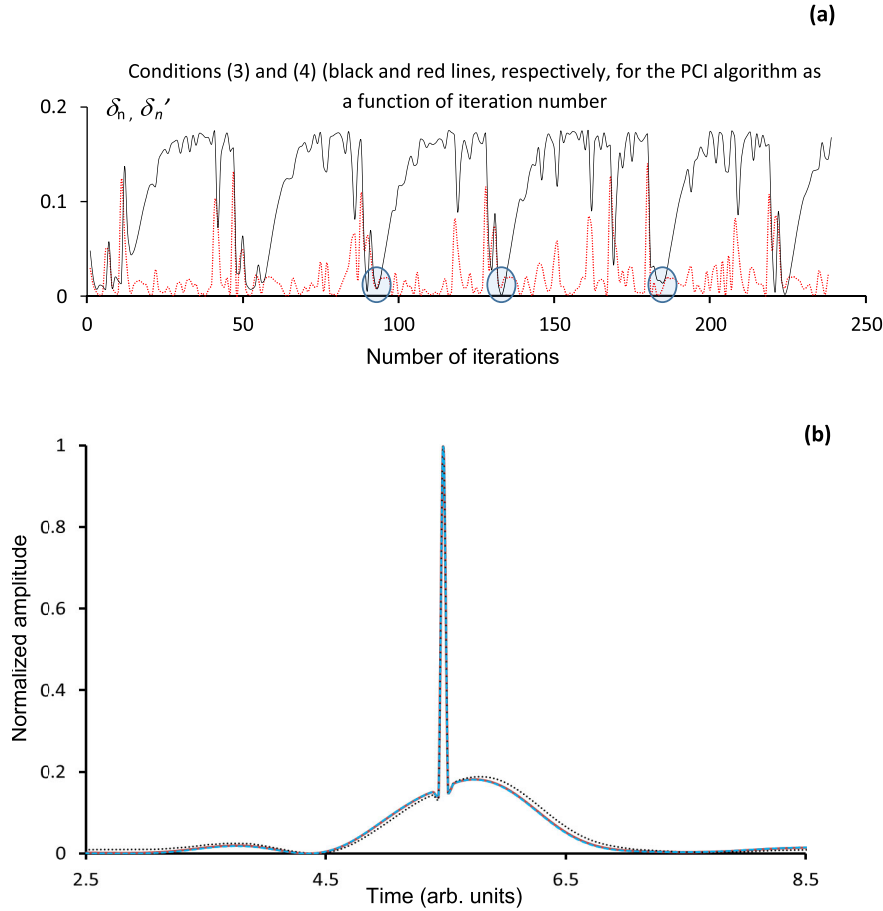 (a)
Conditions (3) and (4) (black and red lines, respectively, for the PCI algorithm as
a function of iteration number
0.2
δn , δn′
0.1
0
0
50
100
150
200
250
Number of iterations
(b)
1
0.8
0.6
0.4
0.2
0
Normalized amplitude
2.5
4.5
6.5
8.5
Time (arb. units)